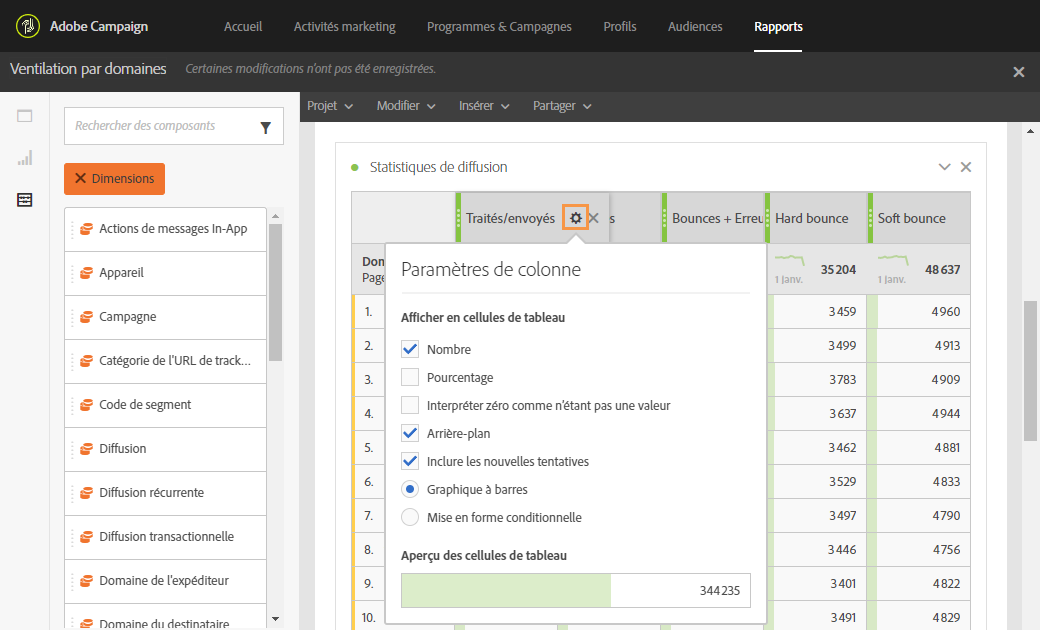 Adobe Campaign
Accueil
Activités marketing
Programmes & Campagnes
Profils
Audiences
Rapports
Ventilation par domaines
Certaines modifications n'ont pas été enregistrées.
Rechercher des composants
Dimensions
Actions de messages In-App
Appareil
Campagne
Catégorie de l'URL de track...
Code de segment
Diffusion
Diffusion récurrente
Diffusion transactionnelle
Domaine de l'expéditeur
Domaine du destinataire
Projet
Modifier
Insérer
Partager
Statistiques de diffusion
Traités/envoyés
s
Bounces + Erreu
Hard bounce
Soft bounce
Don
Page
1 janv.
35 204
1 janv.
48 637
1.
3 459
4 960
2.
3 499
4 913
3.
3 783
4 909
4.
3 637
4 944
5.
3 462
4 881
6.
3 529
4 833
7.
3 497
4 790
8.
3 446
4 756
9.
3 401
4 822
10.
3 491
4 829
Paramètres de colonne
Afficher en cellules de tableau
Nombre
Pourcentage
Interpréter zéro comme n'étant pas une valeur
Arrière-plan
Inclure les nouvelles tentatives
Graphique à barres
Mise en forme conditionnelle
Aperçu des cellules de tableau
344 235